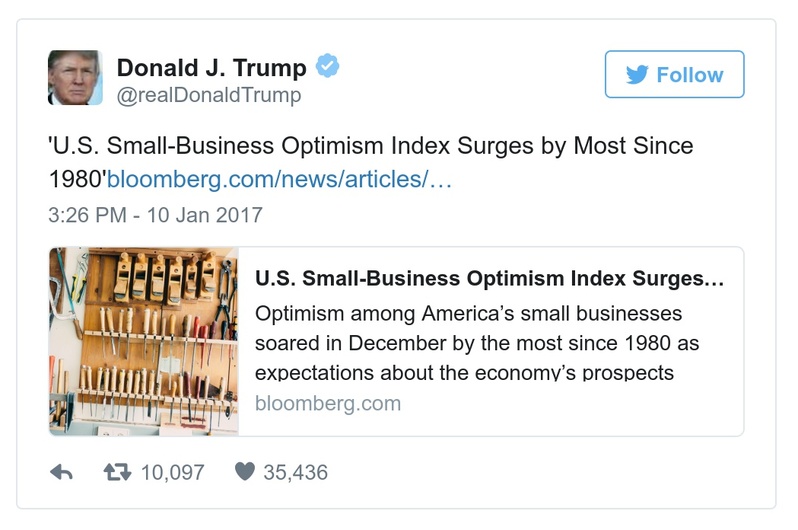 Donald J. Trump
@realDonaldTrump
Follow
'U.S. Small-Business Optimism Index Surges by Most Since
1980'bloomberg.com/news/articles/…
3:26 PM - 10 Jan 2017
U.S. Small-Business Optimism Index Surges…
Optimism among America’s small businesses
soared in December by the most since 1980 as
expectations about the economy’s prospects
bloomberg.com
10,097
35,436